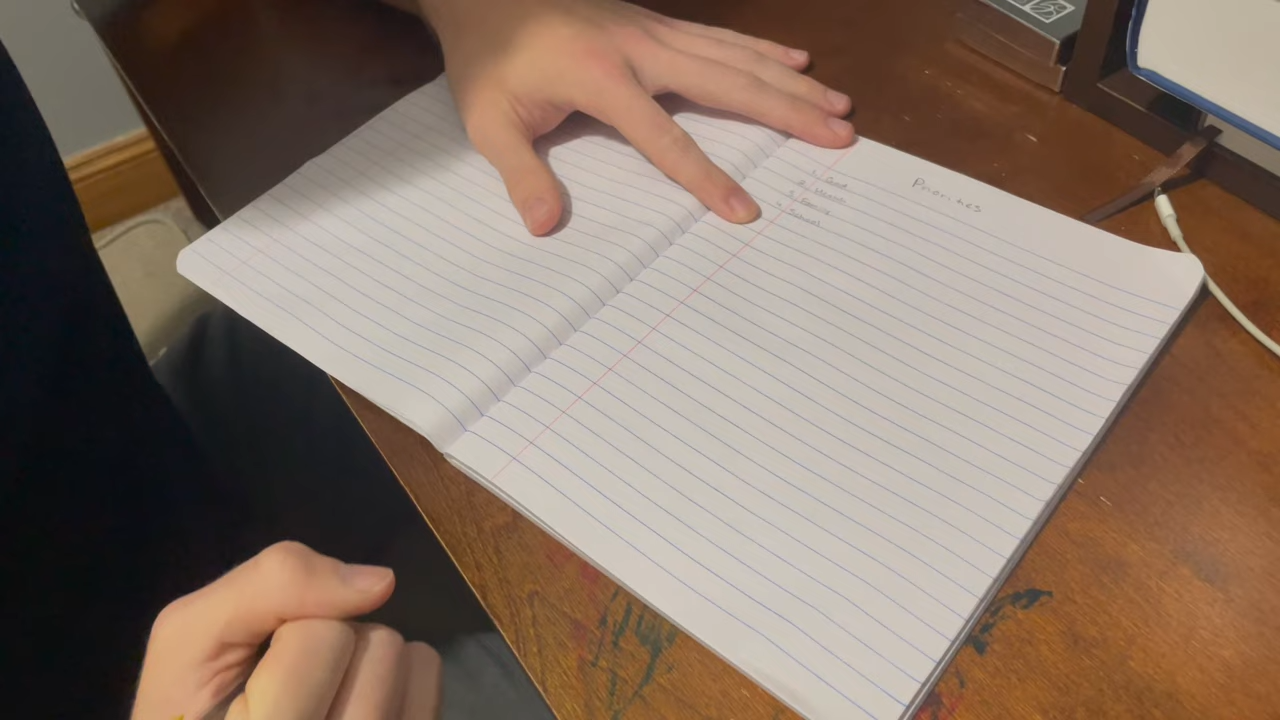 Priorities
1. God
2. Health
3. Family
4. School